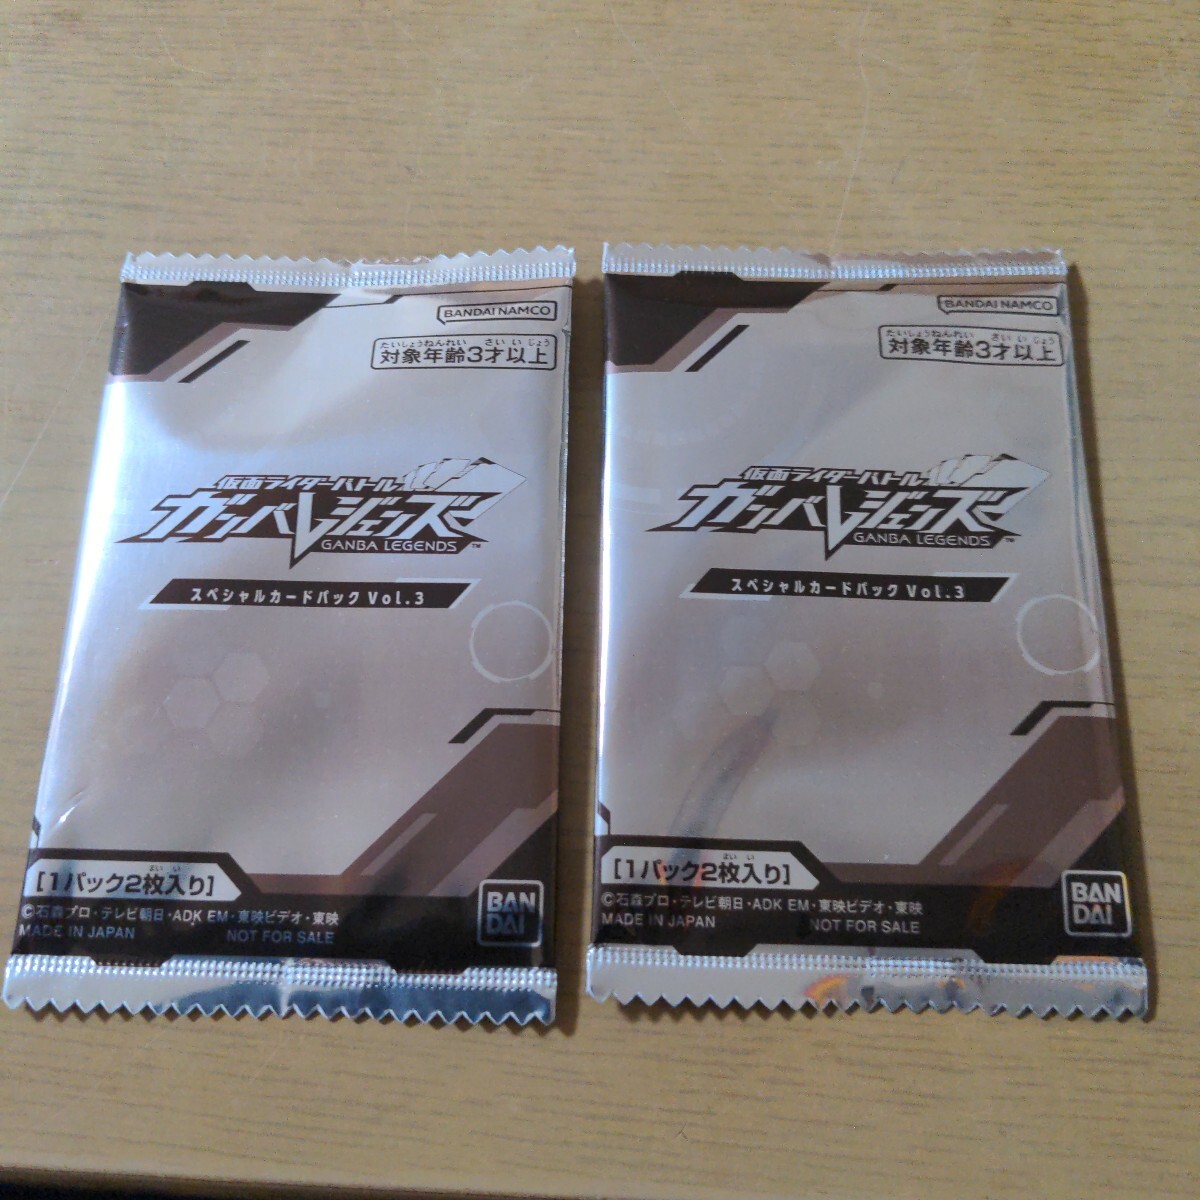 BANDAI NAMCO
たいしょうねんれい さい いじょう
対象年齢3才以上
仮面ライダーバトル
ガンバレジェンズ
GANBA LEGENDS™
スペシャルカードパック Vol.3
[1パック2枚入り]
©石森プロ・テレビ朝日・ADK EM・東映ビデオ・東映
MADE IN JAPAN NOT FOR SALE
BAN
DAI
BANDAI NAMCO
たいしょうねんれい さい いじょう
対象年齢3才以上
仮面ライダーバトル
ガンバレジェンズ
GANBA LEGENDS™
スペシャルカードパック Vol.3
[1パック2枚入り]
©石森プロ・テレビ朝日・ADK EM・東映ビデオ・東映
MADE IN JAPAN NOT FOR SALE
BAN
DAI